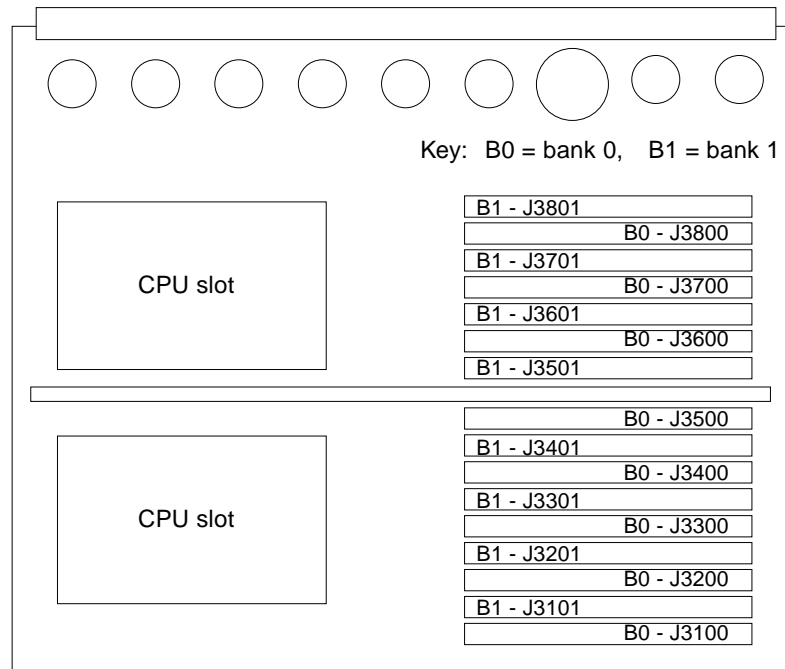 Key: B0 = bank 0, B1 = bank 1
B1 - J3801
B0 - J3800
B1 - J3701
CPU slot
B0 - J3700
B1 - J3601
B0 - J3600
B1 - J3501
B0 - J3500
B1 - J3401
B0 - J3400
B1 - J3301
CPU slot
B0 - J3300
B1 - J3201
B0 - J3200
B1 - J3101
B0 - J3100